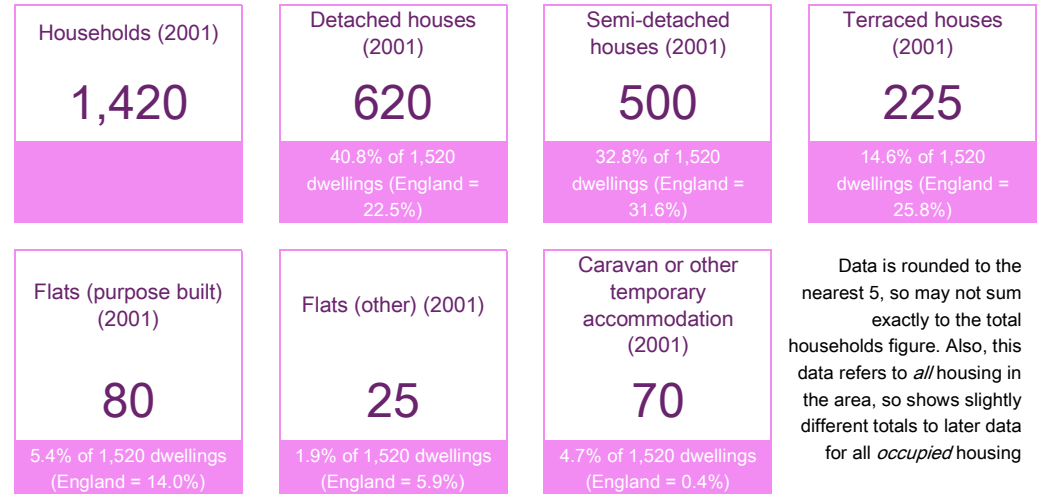 Households (2001)
1,420
Detached houses
(2001)
620
40.8% of 1,520
dwellings (England =
22.5%)
Semi-detached
houses (2001)
500
32.8% of 1,520
dwellings (England =
31.6%)
Terraced houses
(2001)
225
14.6% of 1,520
dwellings (England =
25.8%)
Flats (purpose built)
(2001)
80
5.4% of 1,520 dwellings
(England = 14.0%)
Flats (other) (2001)
25
1.9% of 1,520 dwellings
(England = 5.9%)
Caravan or other
temporary
accommodation
(2001)
70
4.7% of 1,520 dwellings
(England = 0.4%)
Data is rounded to the
nearest 5, so may not sum
exactly to the total
households figure. Also, this
data refers to all housing in
the area, so shows slightly
different totals to later data
for all occupied housing